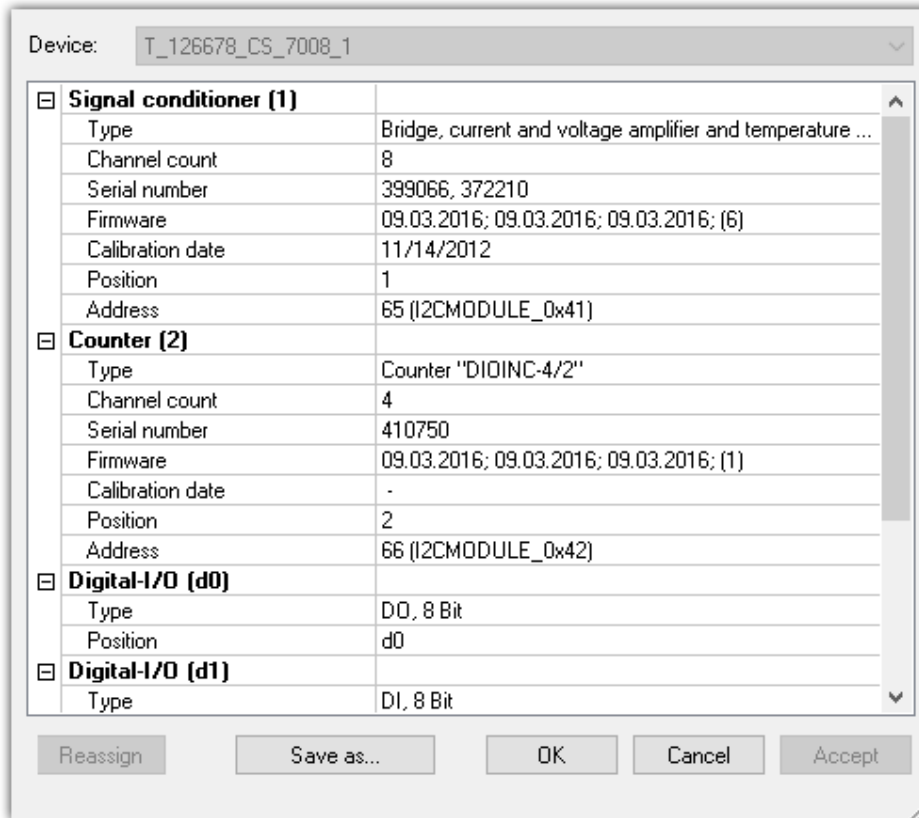 Device: T_126678_CS_7008_1
Signal conditioner (1)
Type Bridge, current and voltage amplifier and temperature ...
Channel count 8
Serial number 399066, 372210
Firmware 09.03.2016; 09.03.2016; 09.03.2016; (6)
Calibration date 11/14/2012
Position 1
Address 65 (I2CMODULE_0x41)
Counter (2)
Type Counter "DIOINC-4/2"
Channel count 4
Serial number 410750
Firmware 09.03.2016; 09.03.2016; 09.03.2016; (1)
Calibration date -
Position 2
Address 66 (I2CMODULE_0x42)
Digital-I/O (d0)
Type DO, 8 Bit
Position d0
Digital-I/O (d1)
Type DI, 8 Bit
Reassign Save as... OK Cancel Accept